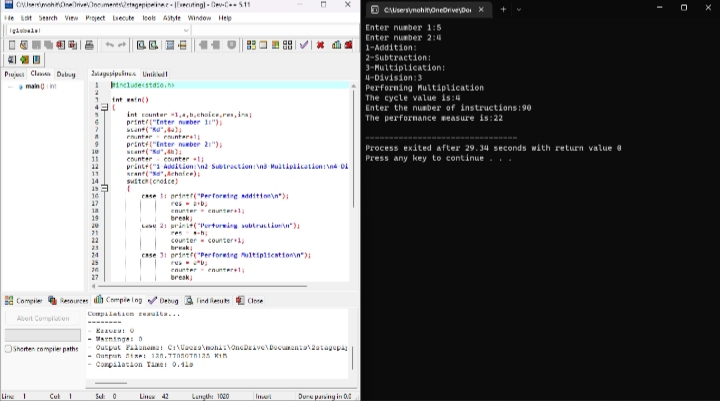 C:\Users\mohit\OneDrive\Documents\2stagepipeline.c - [Executing] - Dev-C++ 5.11
File Edit Search View Project Execute Tools AStyle Window Help
(globals)
Project Classes Debug
main() : int
2stagepipeline.c Untitled1
1 #include<stdio.h>
2
3 int main()
4 {
5 int counter =1,a,b,choice,res,ins;
6 printf("Enter number 1:");
7 scanf("%d",&a);
8 counter = counter+1;
9 printf("Enter number 2:");
10 scanf("%d",&b);
11 counter = counter +1;
12 printf("1-Addition:\n2-Subtraction:\n3-Multiplication:\n4-Di
13 scanf("%d",&choice);
14 switch(choice)
15 {
16 case 1: printf("Performing addition\n");
17 res = a+b;
18 counter = counter+1;
19 break;
20 case 2: printf("Performing subtraction\n");
21 res = a-b;
22 counter = counter+1;
23 break;
24 case 3: printf("Performing Multiplication\n");
25 res = a*b;
26 counter = counter+1;
27 break;
Compiler Resources Compile Log Debug Find Results Close
Abort Compilation
Shorten compiler paths
Compilation results...
--------
- Errors: 0
- Warnings: 0
- Output Filename: C:\Users\mohit\OneDrive\Documents\2stagepip
- Output Size: 128,7705078125 KiB
- Compilation Time: 0.41s
Line: 1 Col: 1 Sel: 0 Lines: 42 Length: 1020 Insert Done parsing in 0.0
C:\Users\mohit\OneDrive\Doc
Enter number 1:5
Enter number 2:4
1-Addition:
2-Subtraction:
3-Multiplication:
4-Division:3
Performing Multiplication
The cycle value is:4
Enter the number of instructions:90
The performance measure is:22
--------------------------------
Process exited after 29.34 seconds with return value 0
Press any key to continue . . .